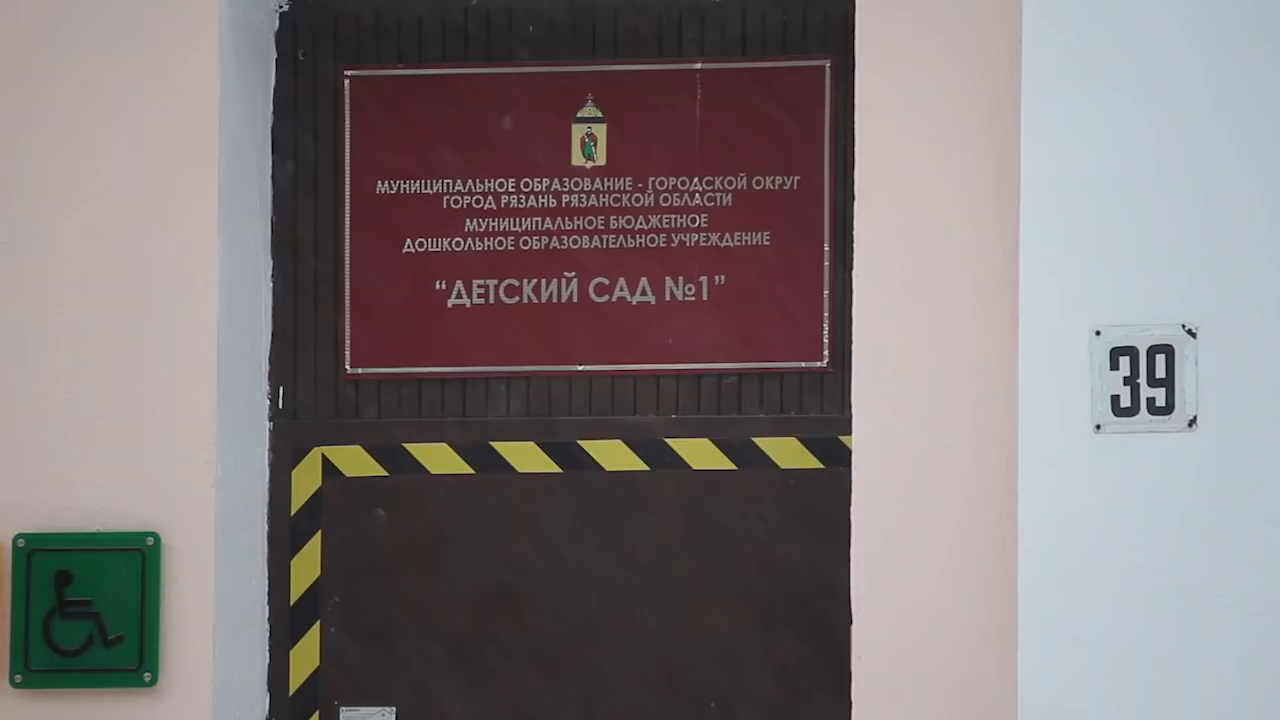 МУНИЦИПАЛЬНОЕ ОБРАЗОВАНИЕ - ГОРОДСКОЙ ОКРУГ
ГОРОД РЯЗАНЬ РЯЗАНСКОЙ ОБЛАСТИ
МУНИЦИПАЛЬНОЕ БЮДЖЕТНОЕ
ДОШКОЛЬНОЕ ОБРАЗОВАТЕЛЬНОЕ УЧРЕЖДЕНИЕ
“ДЕТСКИЙ САД №1”
39